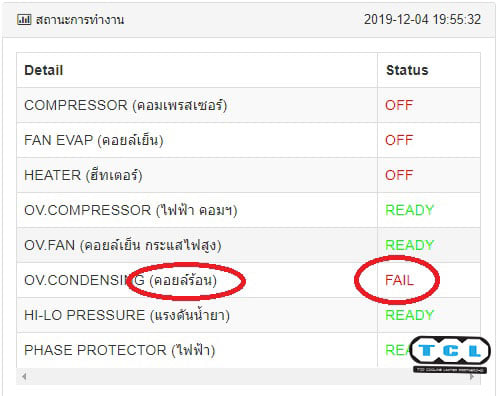 สถานะการทำงาน 2019-12-04 19:55:32
Detail Status
COMPRESSOR (คอมเพรสเซอร์) OFF
FAN EVAP (คอยล์เย็น) OFF
HEATER (ฮีทเตอร์) OFF
OV.COMPRESSOR (ไฟฟ้า คอมฯ) READY
OV.FAN (คอยล์เย็น กระแสไฟสูง) READY
OV.CONDENSING (คอยล์ร้อน) FAIL
HI-LO PRESSURE (แรงดันน้ำยา) READY
PHASE PROTECTOR (ไฟฟ้า)
TCL